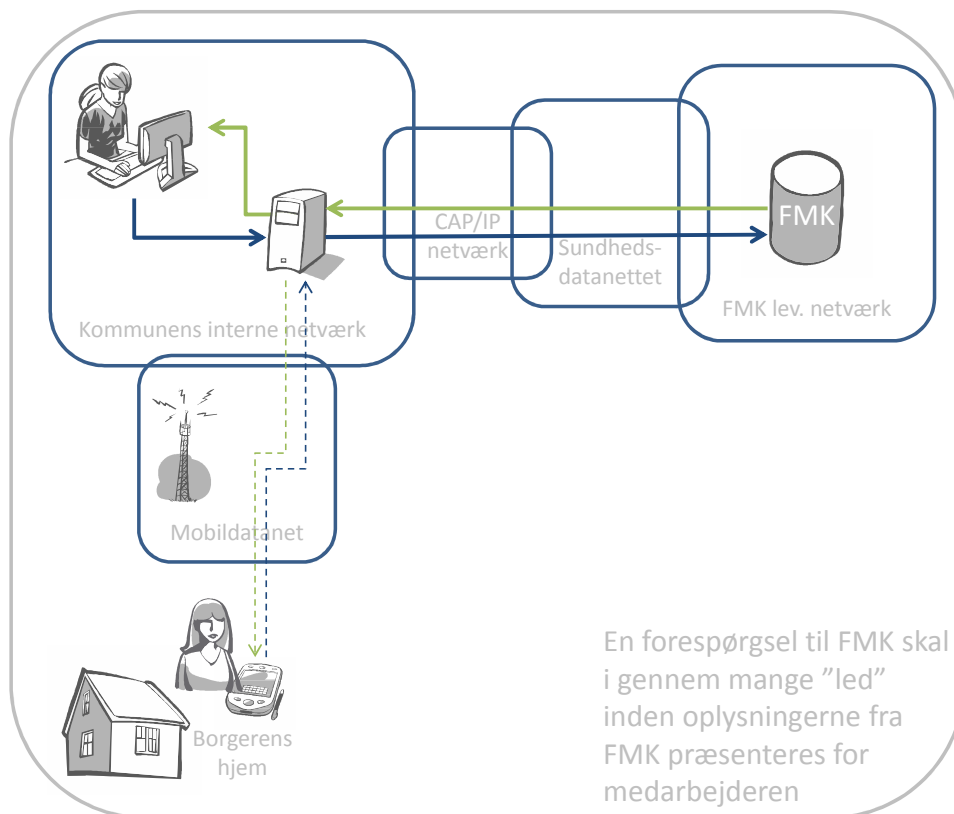 FMK
CAP/IP
netværk
Sundheds-
datanettet
FMK lev. netværk
Kommunens interne netværk
Mobildatanet
Borgerens
hjem
En forespørgsel til FMK skal
i gennem mange ”led”
inden oplysningerne fra
FMK præsenteres for
medarbejderen